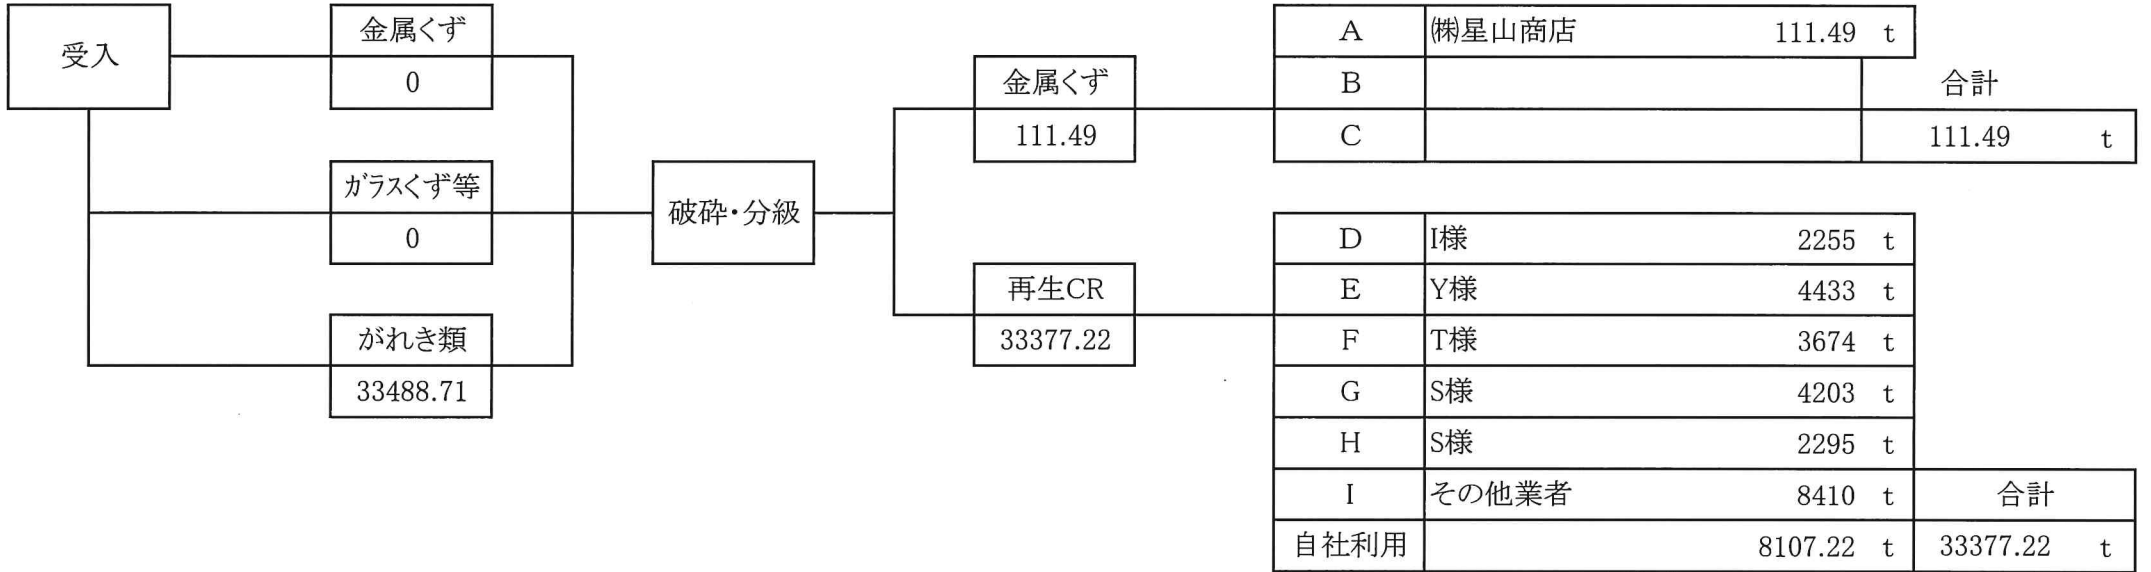 受入
金属くず
0
ガラスくず等
0
がれき類
33488.71
破砕・分級
金属くず
111.49
再生CR
33377.22
A ㈱星山商店 111.49 t
B 合計
C 111.49 t
D I様 2255 t
E Y様 4433 t
F T様 3674 t
G S様 4203 t
H S様 2295 t
I その他業者 8410 t 合計
自社利用 8107.22 t 33377.22 t